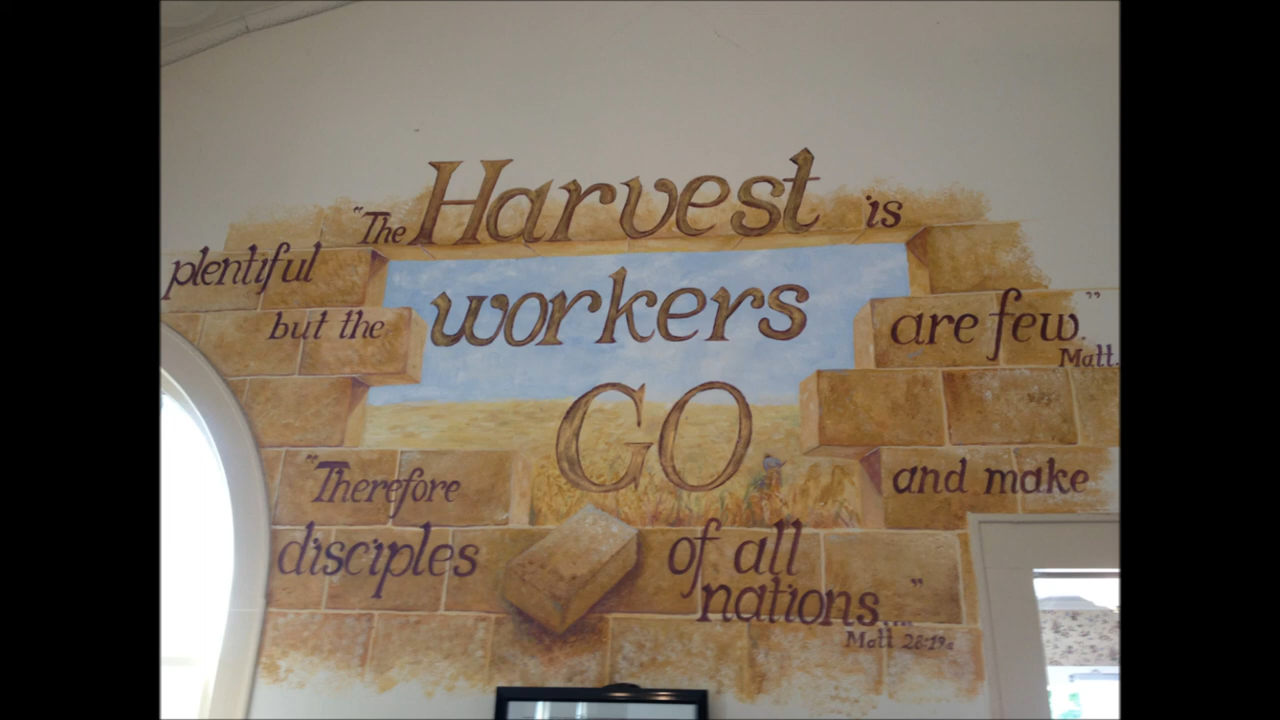 "The Harvest is
plentiful
but the workers are few."
Matt.
"Therefore GO and make
disciples of all
nations..."
Matt 28:19a